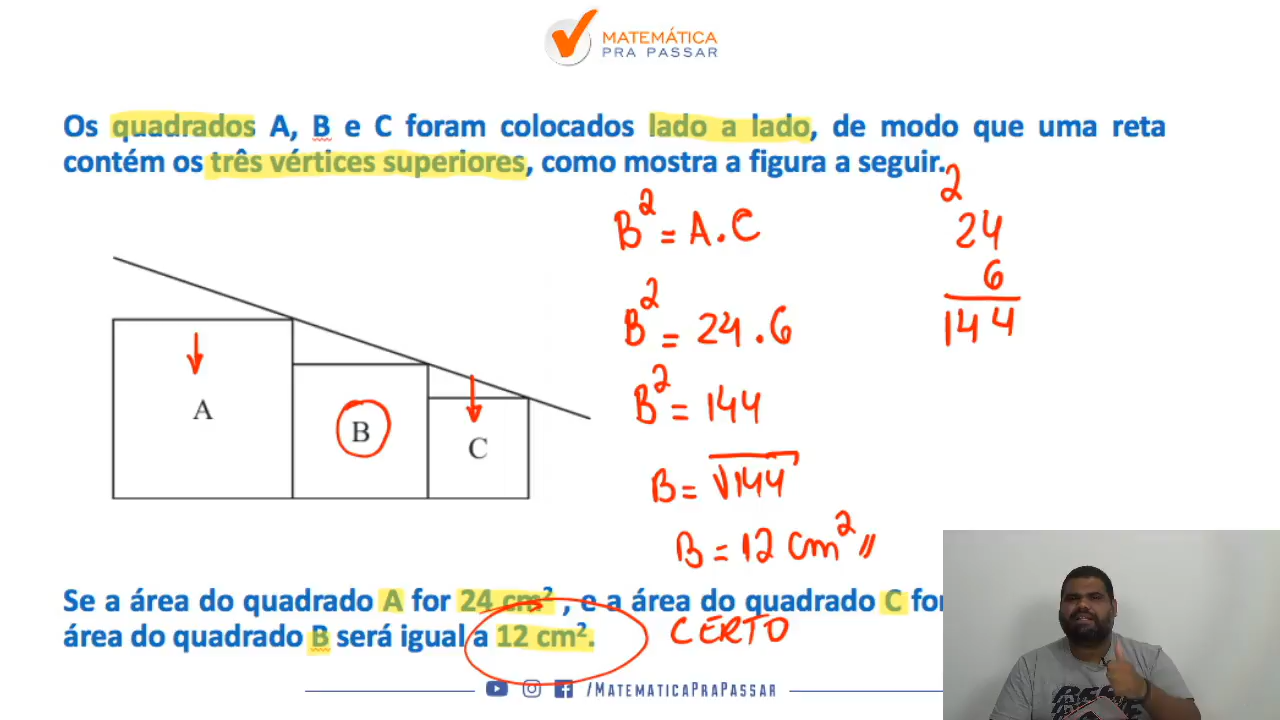 MATEMÁTICA
PRA PASSAR
Os quadrados A, B e C foram colocados lado a lado, de modo que uma reta
contém os três vértices superiores, como mostra a figura a seguir.
B² = A.C
B² = 24.6
B² = 144
B = √144
B = 12 cm²
2
24
6
144
A
B
C
Se a área do quadrado A for 24 cm², e a área do quadrado C for
área do quadrado B será igual a 12 cm².
CERTO
/MATEMATICAPRAPASSAR